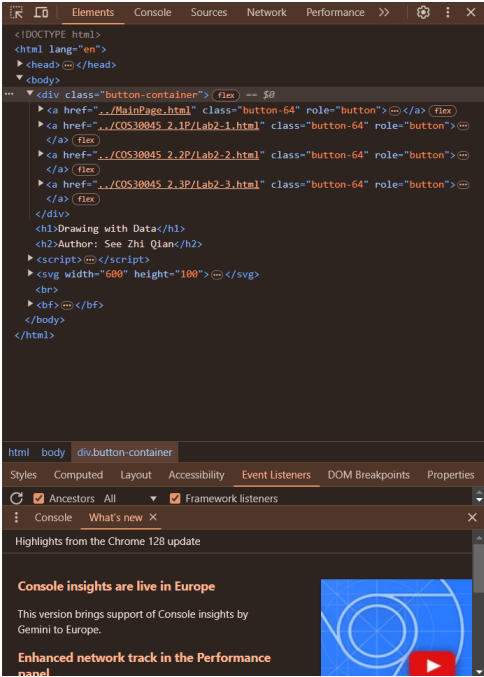 Elements Console Sources Network Performance
<!DOCTYPE html>
<html lang="en">
<head> … </head>
<body>
<div class="button-container"> flex == $0
<a href="../MainPage.html" class="button-64" role="button"> … </a> flex
<a href="../COS30045 2.1P/Lab2-1.html" class="button-64" role="button"> …
</a> flex
<a href="../COS30045 2.2P/Lab2-2.html" class="button-64" role="button"> …
</a> flex
<a href="../COS30045 2.3P/Lab2-3.html" class="button-64" role="button"> …
</a> flex
</div>
<h1>Drawing with Data</h1>
<h2>Author: See Zhi Qian</h2>
<script> … </script>
<svg width="600" height="100"> … </svg>
<br>
<bf> … </bf>
</body>
</html>
html body div.button-container
Styles Computed Layout Accessibility Event Listeners DOM Breakpoints Properties
Ancestors All Framework listeners
Console What's new
Highlights from the Chrome 128 update
Console insights are live in Europe
This version brings support of Console insights by
Gemini to Europe.
Enhanced network track in the Performance
panel